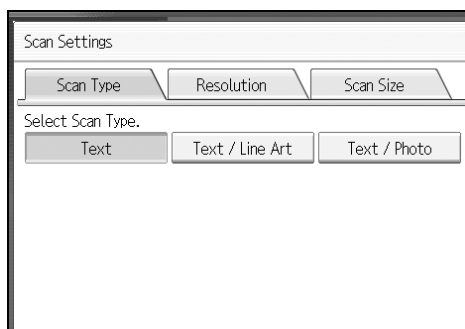 Scan Settings
Scan Type Resolution Scan Size
Select Scan Type.
Text Text / Line Art Text / Photo